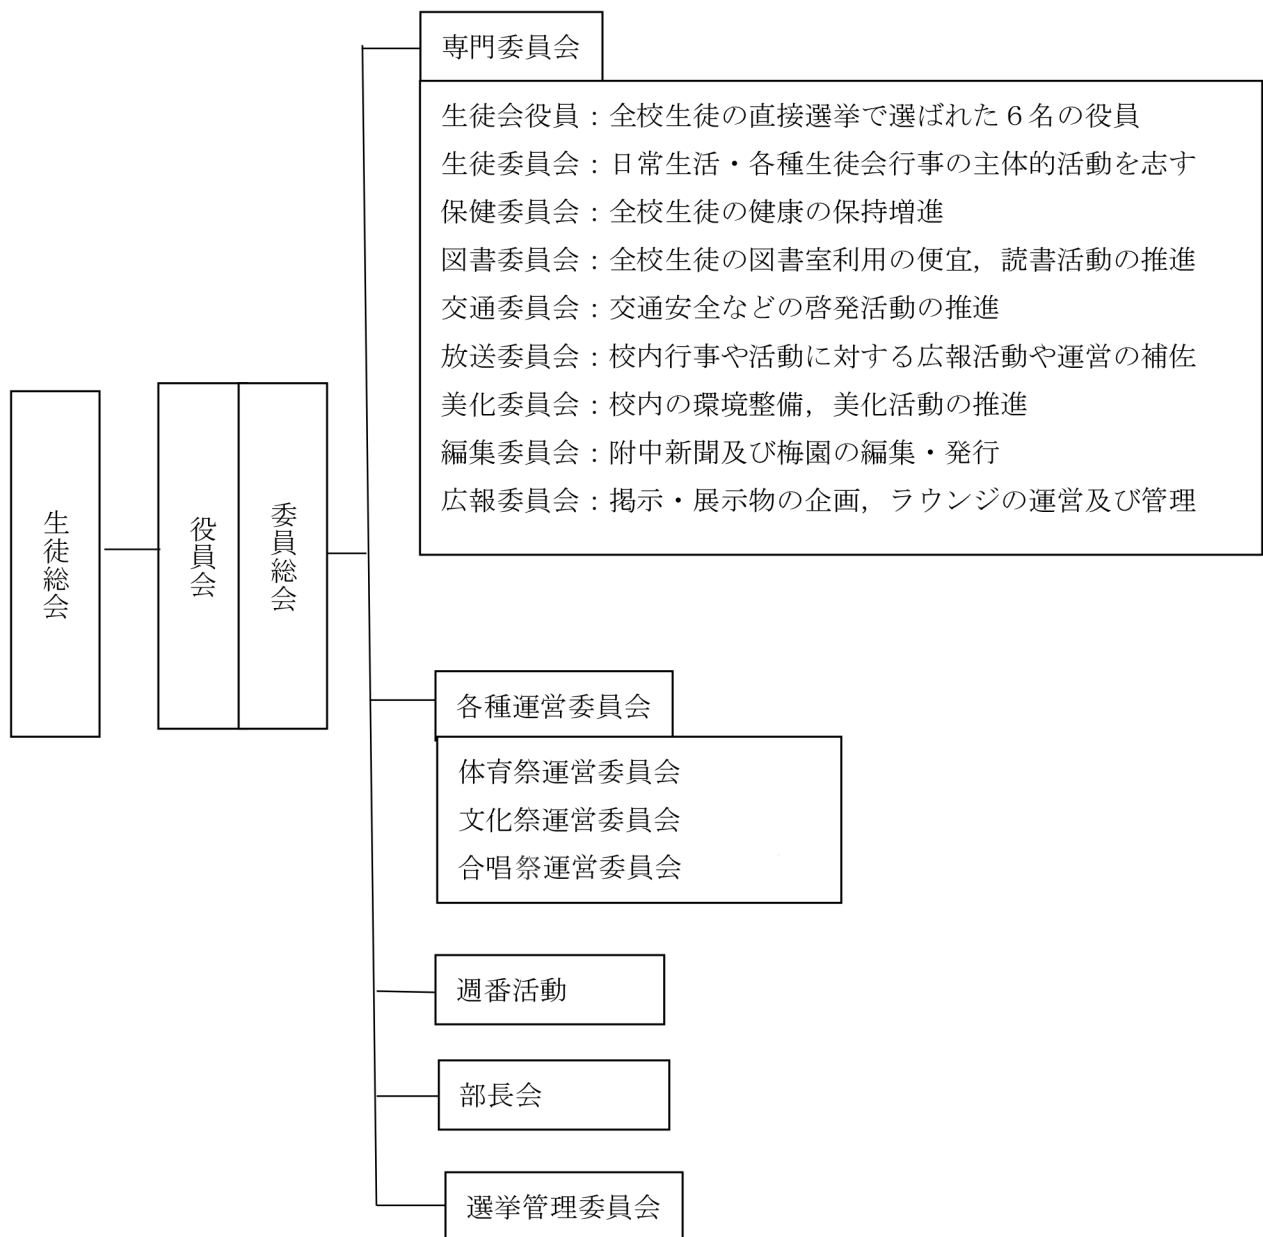 専門委員会
生徒会役員：全校生徒の直接選挙で選ばれた６名の役員
生徒委員会：日常生活・各種生徒会行事の主体的活動を志す
保健委員会：全校生徒の健康の保持増進
図書委員会：全校生徒の図書室利用の便宜，読書活動の推進
交通委員会：交通安全などの啓発活動の推進
放送委員会：校内行事や活動に対する広報活動や運営の補佐
美化委員会：校内の環境整備，美化活動の推進
編集委員会：附中新聞及び梅園の編集・発行
広報委員会：掲示・展示物の企画，ラウンジの運営及び管理
生徒総会
役員会
委員総会
各種運営委員会
体育祭運営委員会
文化祭運営委員会
合唱祭運営委員会
週番活動
部長会
選挙管理委員会